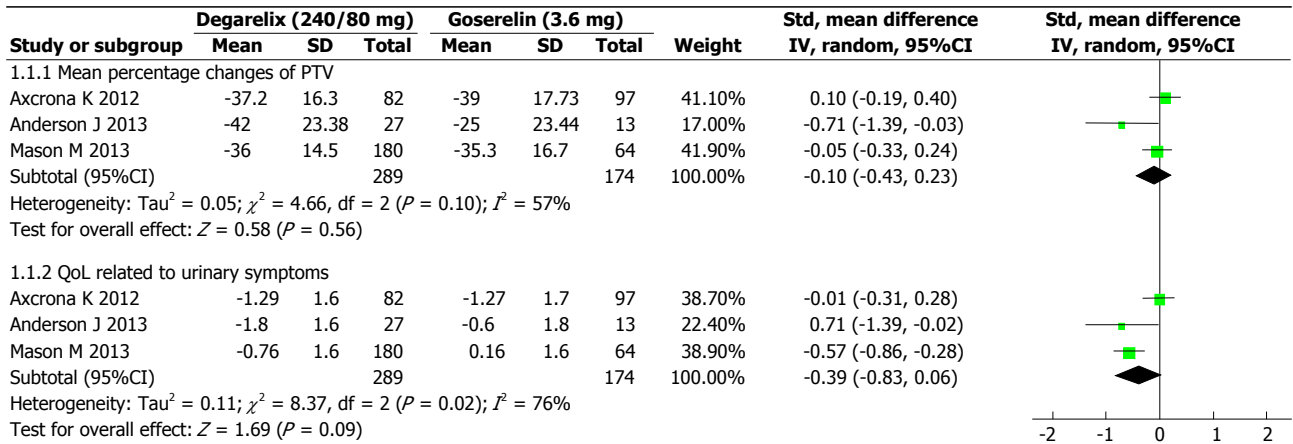 Degarelix (240/80 mg) Goserelin (3.6 mg) Std, mean difference Std, mean difference
Study or subgroup Mean SD Total Mean SD Total Weight IV, random, 95%CI IV, random, 95%CI
1.1.1 Mean percentage changes of PTV
Axcrona K 2012 -37.2 16.3 82 -39 17.73 97 41.10% 0.10 (-0.19, 0.40)
Anderson J 2013 -42 23.38 27 -25 23.44 13 17.00% -0.71 (-1.39, -0.03)
Mason M 2013 -36 14.5 180 -35.3 16.7 64 41.90% -0.05 (-0.33, 0.24)
Subtotal (95%CI) 289 174 100.00% -0.10 (-0.43, 0.23)
Heterogeneity: Tau² = 0.05; χ² = 4.66, df = 2 (P = 0.10); I² = 57%
Test for overall effect: Z = 0.58 (P = 0.56)
1.1.2 QoL related to urinary symptoms
Axcrona K 2012 -1.29 1.6 82 -1.27 1.7 97 38.70% -0.01 (-0.31, 0.28)
Anderson J 2013 -1.8 1.6 27 -0.6 1.8 13 22.40% 0.71 (-1.39, -0.02)
Mason M 2013 -0.76 1.6 180 0.16 1.6 64 38.90% -0.57 (-0.86, -0.28)
Subtotal (95%CI) 289 174 100.00% -0.39 (-0.83, 0.06)
Heterogeneity: Tau² = 0.11; χ² = 8.37, df = 2 (P = 0.02); I² = 76%
Test for overall effect: Z = 1.69 (P = 0.09)
-2 -1 0 1 2